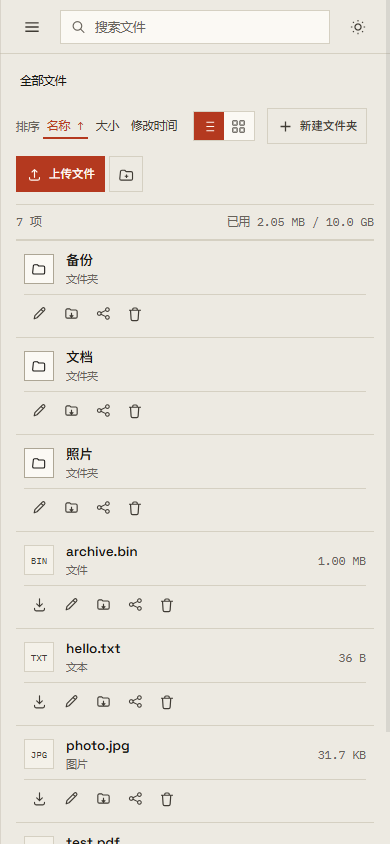 搜索文件
全部文件
排序 名称 ↑ 大小 修改时间 新建文件夹
上传文件
7 项 已用 2.05 MB / 10.0 GB
备份
文件夹
文档
文件夹
照片
文件夹
BIN archive.bin 1.00 MB
文件
TXT hello.txt 36 B
文本
JPG photo.jpg 31.7 KB
图片
test.pdf